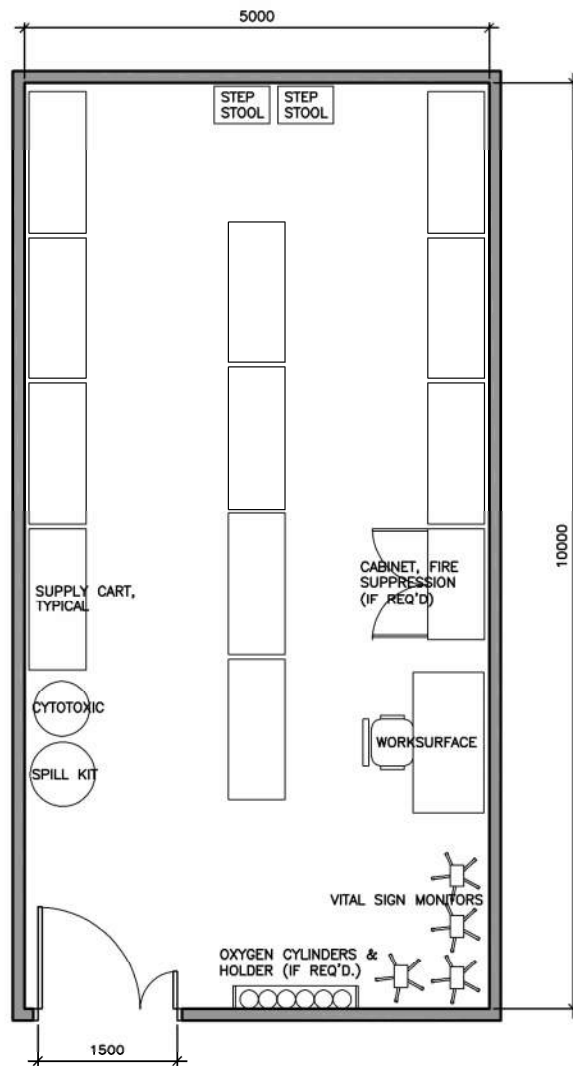 5000
STEP
STOOL
STEP
STOOL
10000
CABINET, FIRE
SUPPRESSION
(IF REQ'D)
SUPPLY CART,
TYPICAL
CYTOTOXIC
WORKSURFACE
SPILL KIT
VITAL SIGN MONITORS
OXYGEN CYLINDERS &
HOLDER (IF REQ'D.)
1500